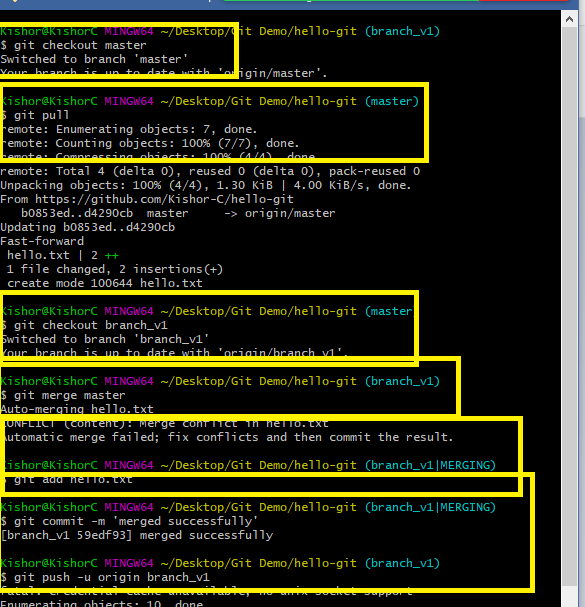 Kishor@KishorC MINGW64 ~/Desktop/Git Demo/hello-git (branch_v1)
$ git checkout master
Switched to branch 'master'
Your branch is up to date with 'origin/master'.
Kishor@KishorC MINGW64 ~/Desktop/Git Demo/hello-git (master)
$ git pull
remote: Enumerating objects: 7, done.
remote: Counting objects: 100% (7/7), done.
remote: Compressing objects: 100% (4/4), done.
remote: Total 4 (delta 0), reused 0 (delta 0), pack-reused 0
Unpacking objects: 100% (4/4), 1.30 KiB | 4.00 KiB/s, done.
From https://github.com/Kishor-C/hello-git
b0853ed..d4290cb master -> origin/master
Updating b0853ed..d4290cb
Fast-forward
hello.txt | 2 ++
1 file changed, 2 insertions(+)
create mode 100644 hello.txt
Kishor@KishorC MINGW64 ~/Desktop/Git Demo/hello-git (master
$ git checkout branch_v1
Switched to branch 'branch_v1'
Your branch is up to date with 'origin/branch_v1'.
Kishor@KishorC MINGW64 ~/Desktop/Git Demo/hello-git (branch_v1)
$ git merge master
Auto-merging hello.txt
CONFLICT (content): Merge conflict in hello.txt
Automatic merge failed; fix conflicts and then commit the result.
Kishor@KishorC MINGW64 ~/Desktop/Git Demo/hello-git (branch_v1|MERGING)
$ git add hello.txt
Kishor@KishorC MINGW64 ~/Desktop/Git Demo/hello-git (branch_v1|MERGING)
$ git commit -m 'merged successfully'
[branch_v1 59edf93] merged successfully
Kishor@KishorC MINGW64 ~/Desktop/Git Demo/hello-git (branch_v1)
$ git push -u origin branch_v1
fatal: credential-cache unavailable; no unix socket support
Enumerating objects: 10, done.